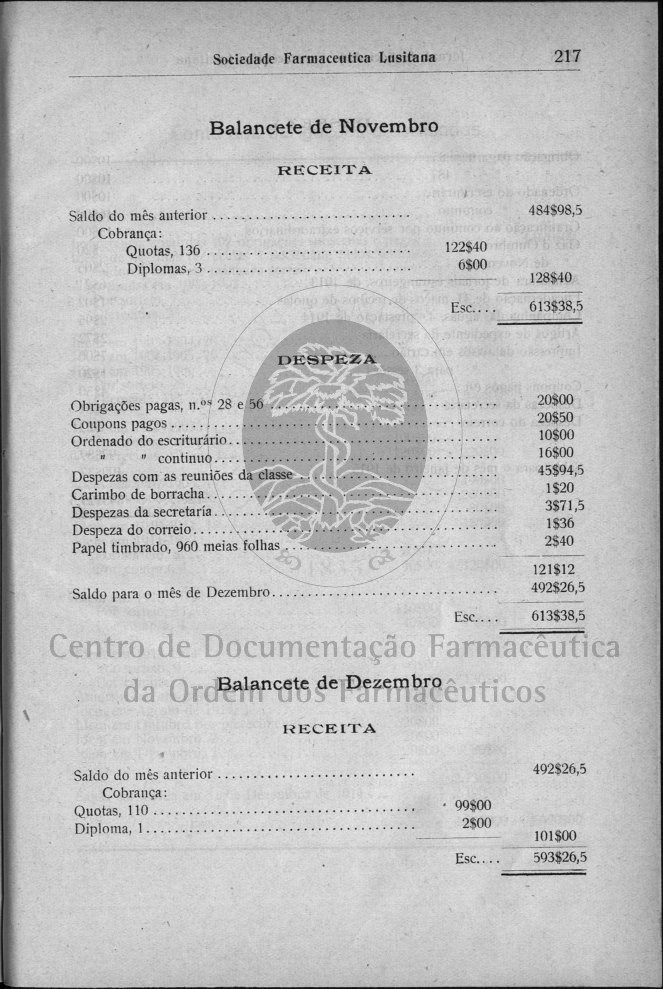 Sociedade Farmaceutica Lusitana 217
Balancete de Novembro
RECEITA
Saldo do mês anterior ............................ 484$98,5
Cobrança:
Quotas, 136 ............................ 122$40
Diplomas, 3 ............................ 6$00
128$40
Esc.... 613$38,5
DESPEZA
Obrigações pagas, n.os 28 e 56 ............................ 20$00
Coupons pagos ............................ 20$50
Ordenado do escriturário ............................ 10$00
" " continuo ............................ 16$00
Despezas com as reuniões da classe ............................ 45$94,5
Carimbo de borracha ............................ 1$20
Despezas da secretaría ............................ 3$71,5
Despeza do correio ............................ 1$36
Papel timbrado, 960 meias folhas ............................ 2$40
121$12
Saldo para o mês de Dezembro ............................ 492$26,5
Esc.... 613$38,5
Centro de Documentação Farmacêutica
da Ordem dos Farmacêuticos
Balancete de Dezembro
RECEITA
Saldo do mês anterior ............................ 492$26,5
Cobrança:
Quotas, 110 ............................ 99$00
Diploma, 1 ............................ 2$00
101$00
Esc.... 593$26,5